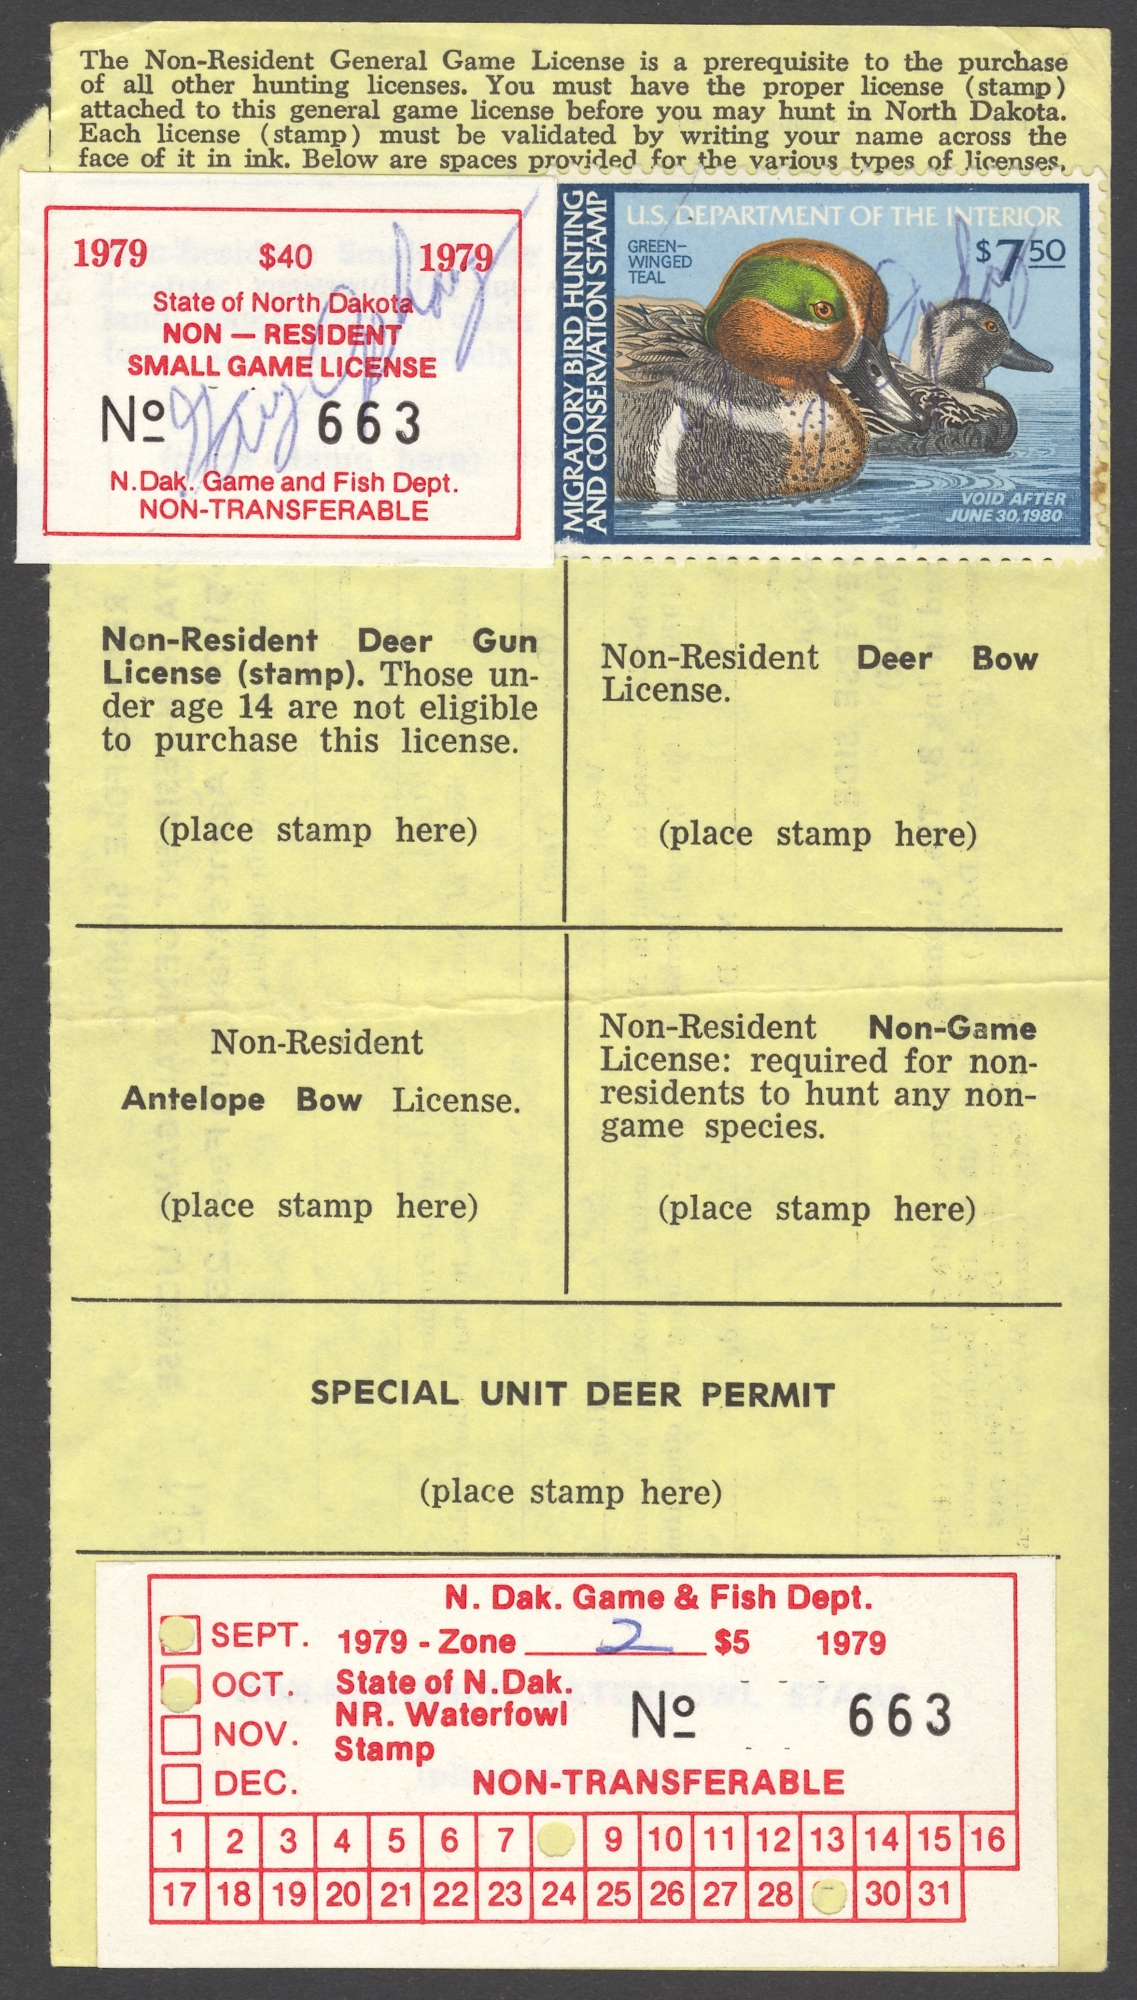 The Non-Resident General Game License is a prerequisite to the purchase
of all other hunting licenses. You must have the proper license (stamp)
attached to this general game license before you may hunt in North Dakota.
Each license (stamp) must be validated by writing your name across the
face of it in ink. Below are spaces provided for the various types of licenses.
1979 $40 1979
State of North Dakota
NON — RESIDENT
SMALL GAME LICENSE
Nº 663
N.Dak. Game and Fish Dept.
NON-TRANSFERABLE
MIGRATORY BIRD HUNTING
AND CONSERVATION STAMP
U.S. DEPARTMENT OF THE INTERIOR
GREEN-
WINGED
TEAL
$7.50
VOID AFTER
JUNE 30, 1980
Non-Resident Deer Gun
License (stamp). Those un-
der age 14 are not eligible
to purchase this license.
(place stamp here)
Non-Resident Deer Bow
License.
(place stamp here)
Non-Resident
Antelope Bow License.
(place stamp here)
Non-Resident Non-Game
License: required for non-
residents to hunt any non-
game species.
(place stamp here)
SPECIAL UNIT DEER PERMIT
(place stamp here)
N. Dak. Game & Fish Dept.
SEPT. 1979 - Zone 2 $5 1979
OCT. State of N.Dak.
NR. Waterfowl Nº 663
NOV. Stamp
DEC. NON-TRANSFERABLE
1 2 3 4 5 6 7 9 10 11 12 13 14 15 16
17 18 19 20 21 22 23 24 25 26 27 28 30 31